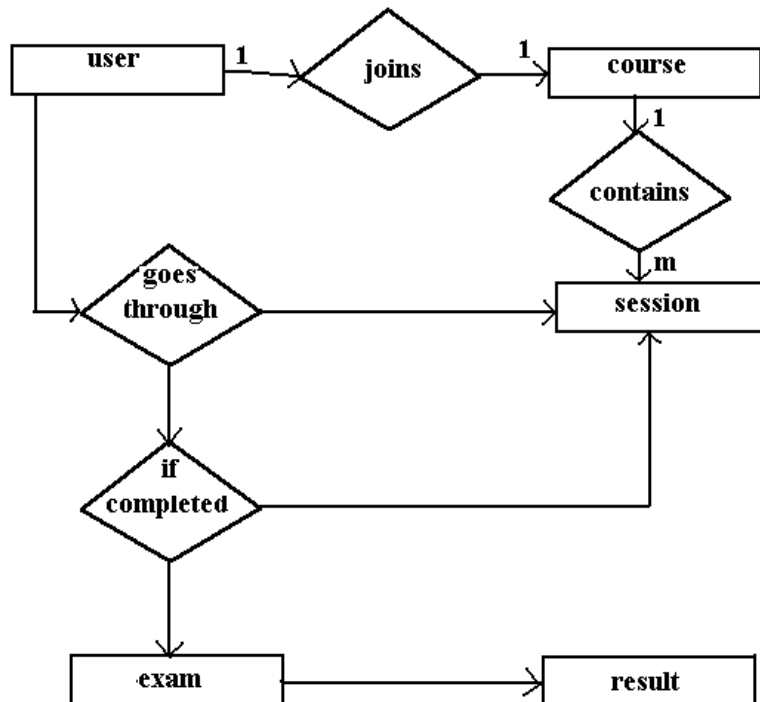 user
1
joins
1
course
1
contains
m
goes
through
session
if
completed
exam
result